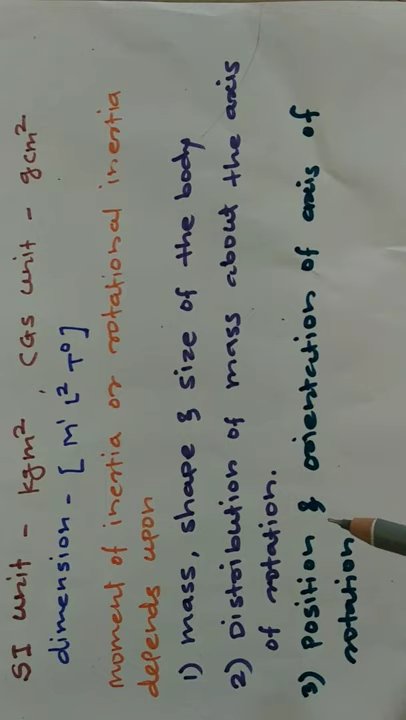 SI unit - kgm², CGS unit - gcm²
dimension - [M¹ L² T⁰]
moment of inertia or rotational inertia
depends upon
1) mass, shape & size of the body
2) Distribution of mass about the axis
of rotation.
3) Position & orientation of axis of
rotation